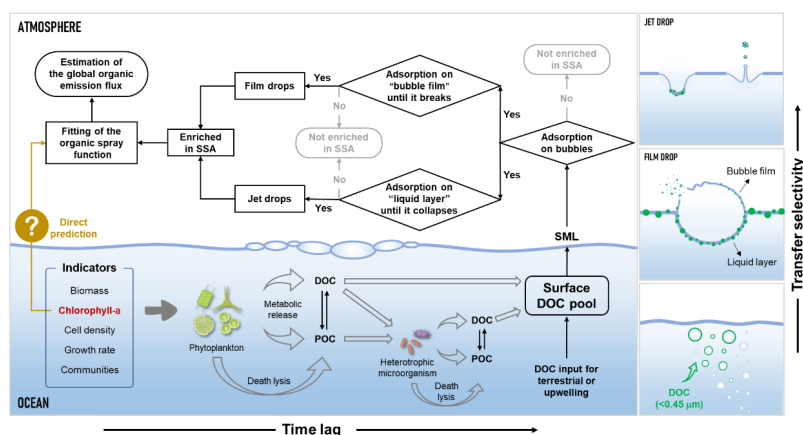 ATMOSPHERE
Estimation of
the global organic
emission flux
Fitting of the
organic spray
function
Enriched
in SSA
Film drops
Jet drops
Yes
Yes
Adsorption on
"bubble film"
until it breaks
No
Not enriched
in SSA
No
Adsorption on
"liquid layer"
until it collapses
Yes
Yes
Not enriched
in SSA
No
Adsorption
on bubbles
?
Direct
prediction
SML
Indicators
Biomass
Chlorophyll-a
Cell density
Growth rate
Communities
Phytoplankton
Metabolic
release
DOC
POC
Death lysis
Heterotrophic
microorganism
DOC
POC
Death
lysis
Surface
DOC pool
DOC input for
terrestrial or
upwelling
OCEAN
Time lag
JET DROP
FILM DROP
Bubble film
Liquid layer
DOC
(<0.45 μm)
Transfer selectivity